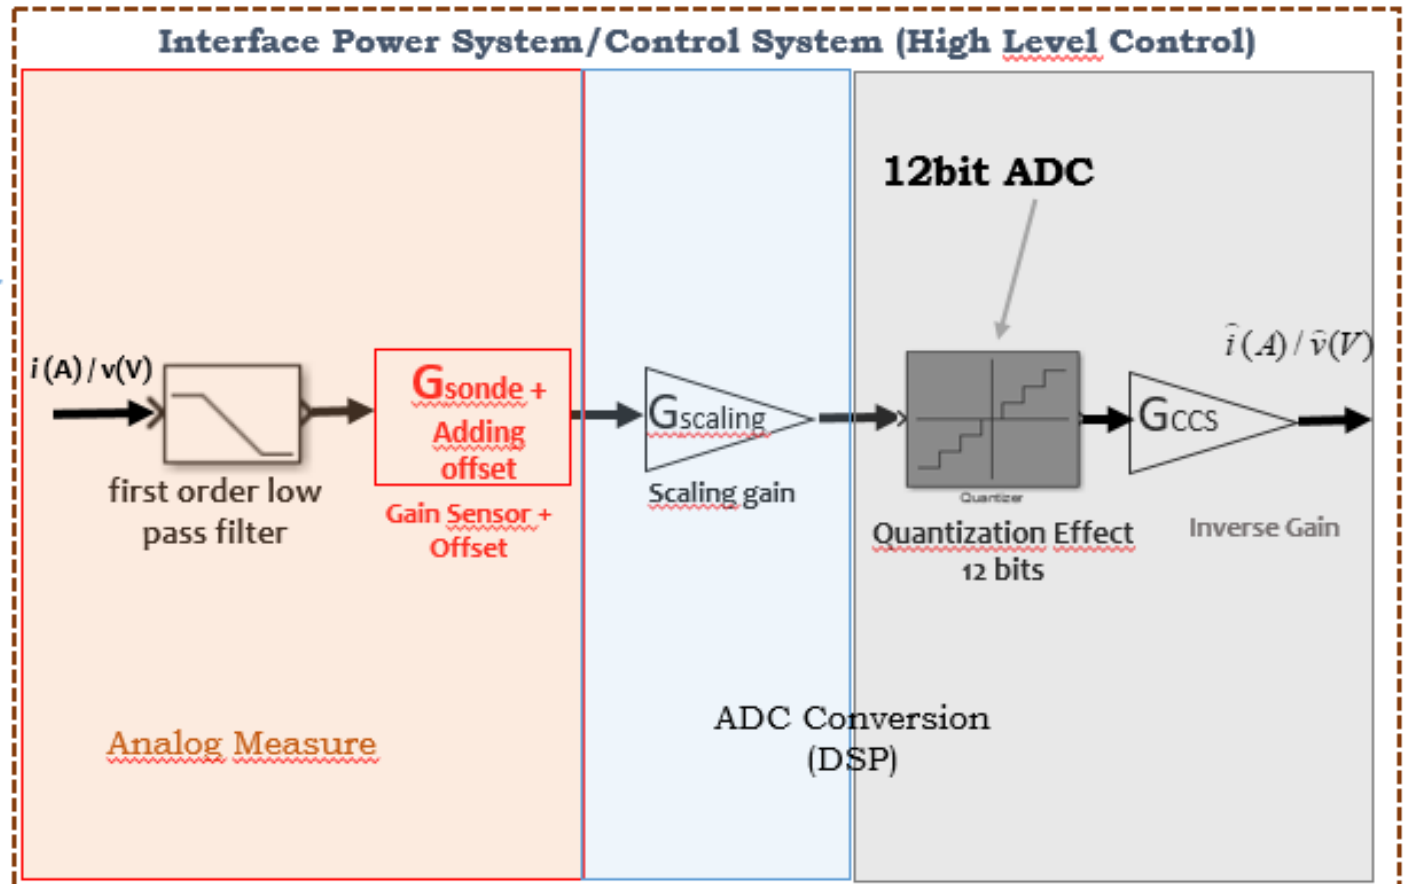 Interface Power System/Control System (High Level Control)
12bit ADC
i (A) / v(V)
first order low
pass filter
Gsonde +
Adding
offset
Gain Sensor +
Offset
Gscaling
Scaling gain
Quantizer
Quantization Effect
12 bits
GCCS
Inverse Gain
î (A) / v̂(V)
Analog Measure
ADC Conversion
(DSP)